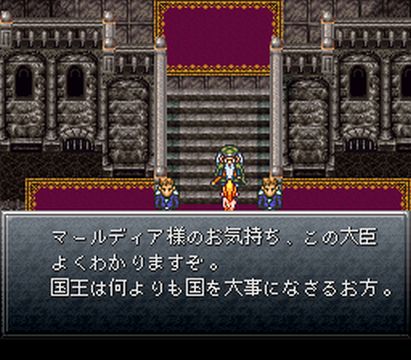 マールディア様のお気持ち、この大臣
よくわかりますぞ。
国王は何よりも国を大事になさるお方。